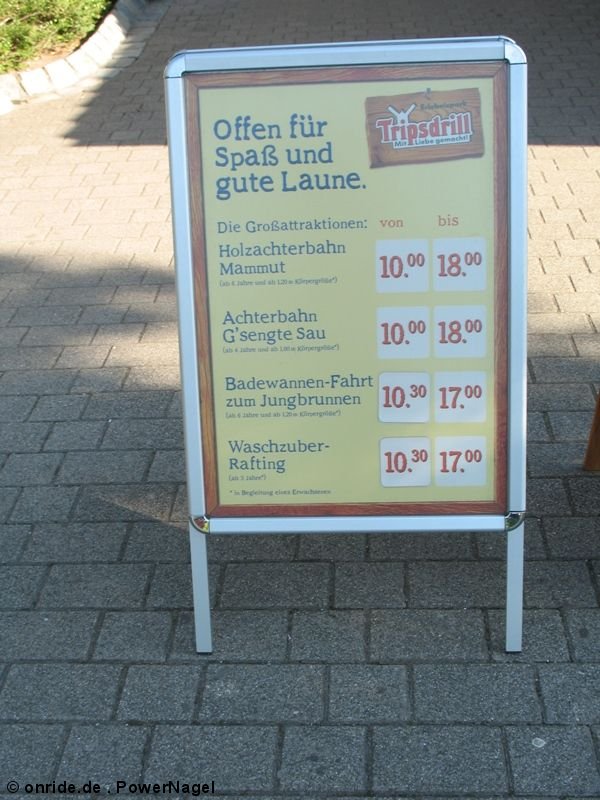 Offen für
Spaß und
gute Laune.
Erlebnispark
Tripsdrill
Mit Liebe gemacht!
Die Großattraktionen: von bis
Holzachterbahn
Mammut 10.00 18.00
(ab 6 Jahre und ab 1,20 m Körpergröße*)
Achterbahn
G'sengte Sau 10.00 18.00
(ab 4 Jahre und ab 1,00 m Körpergröße*)
Badewannen-Fahrt
zum Jungbrunnen 10.30 17.00
(ab 6 Jahre und ab 1,20 m Körpergröße*)
Waschzuber-
Rafting 10.30 17.00
(ab 3 Jahre*)
* in Begleitung eines Erwachsenen
© onride.de . PowerNagel